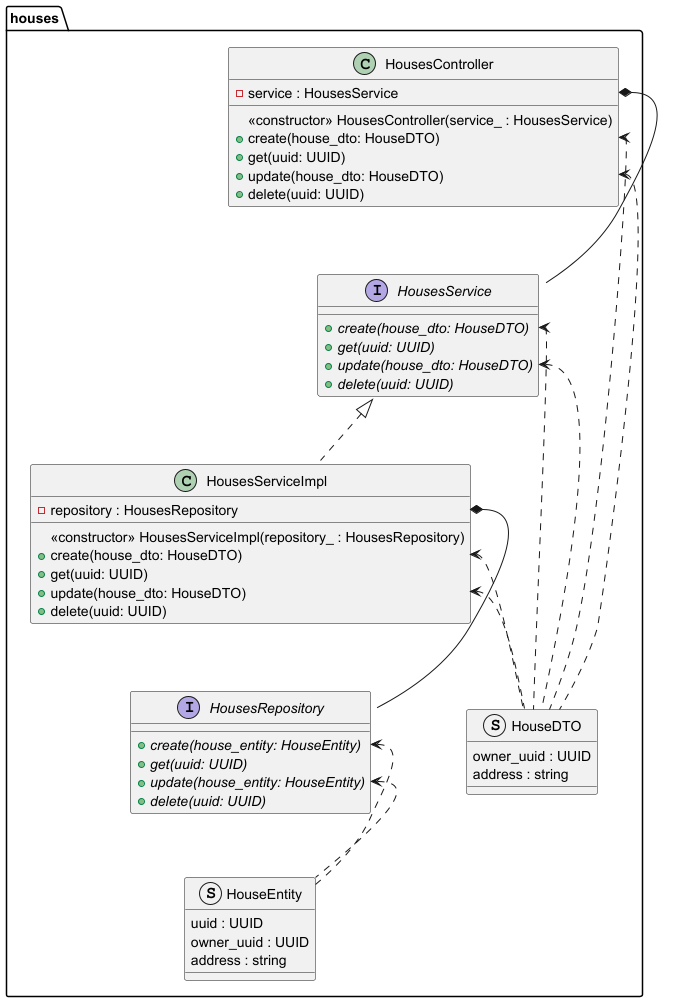 houses
C HousesController
service : HousesService
«constructor» HousesController(service_ : HousesService)
create(house_dto: HouseDTO)
get(uuid: UUID)
update(house_dto: HouseDTO)
delete(uuid: UUID)
I HousesService
create(house_dto: HouseDTO)
get(uuid: UUID)
update(house_dto: HouseDTO)
delete(uuid: UUID)
C HousesServiceImpl
repository : HousesRepository
«constructor» HousesServiceImpl(repository_ : HousesRepository)
create(house_dto: HouseDTO)
get(uuid: UUID)
update(house_dto: HouseDTO)
delete(uuid: UUID)
I HousesRepository
create(house_entity: HouseEntity)
get(uuid: UUID)
update(house_entity: HouseEntity)
delete(uuid: UUID)
S HouseDTO
owner_uuid : UUID
address : string
S HouseEntity
uuid : UUID
owner_uuid : UUID
address : string